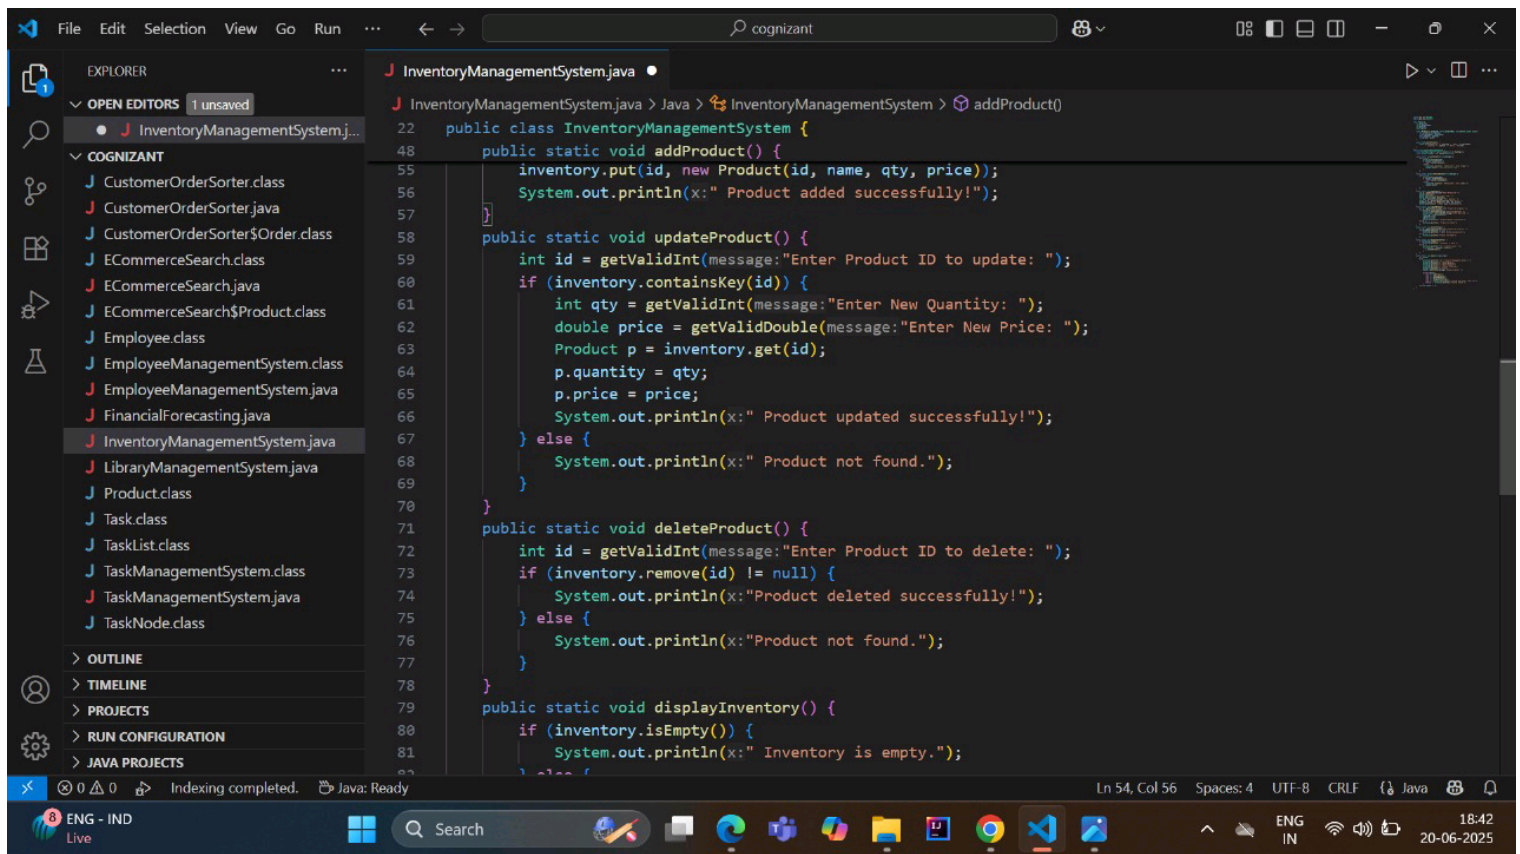 File Edit Selection View Go Run ··· cognizant
EXPLORER ···
OPEN EDITORS 1 unsaved
J InventoryManagementSystem.j...
COGNIZANT
J CustomerOrderSorter.class
J CustomerOrderSorter.java
J CustomerOrderSorter$Order.class
J ECommerceSearch.class
J ECommerceSearch.java
J ECommerceSearch$Product.class
J Employee.class
J EmployeeManagementSystem.class
J EmployeeManagementSystem.java
J FinancialForecasting.java
J InventoryManagementSystem.java
J LibraryManagementSystem.java
J Product.class
J Task.class
J TaskList.class
J TaskManagementSystem.class
J TaskManagementSystem.java
J TaskNode.class
OUTLINE
TIMELINE
PROJECTS
RUN CONFIGURATION
JAVA PROJECTS
J InventoryManagementSystem.java
J InventoryManagementSystem.java > Java > InventoryManagementSystem > addProduct()
22 public class InventoryManagementSystem {
48 public static void addProduct() {
55 inventory.put(id, new Product(id, name, qty, price));
56 System.out.println(x:" Product added successfully!");
57 }
58 public static void updateProduct() {
59 int id = getValidInt(message:"Enter Product ID to update: ");
60 if (inventory.containsKey(id)) {
61 int qty = getValidInt(message:"Enter New Quantity: ");
62 double price = getValidDouble(message:"Enter New Price: ");
63 Product p = inventory.get(id);
64 p.quantity = qty;
65 p.price = price;
66 System.out.println(x:" Product updated successfully!");
67 } else {
68 System.out.println(x:" Product not found.");
69 }
70 }
71 public static void deleteProduct() {
72 int id = getValidInt(message:"Enter Product ID to delete: ");
73 if (inventory.remove(id) != null) {
74 System.out.println(x:"Product deleted successfully!");
75 } else {
76 System.out.println(x:"Product not found.");
77 }
78 }
79 public static void displayInventory() {
80 if (inventory.isEmpty()) {
81 System.out.println(x:" Inventory is empty.");
82 } else {
0 0 Indexing completed. Java: Ready Ln 54, Col 56 Spaces: 4 UTF-8 CRLF Java
8 ENG - IND
Live
Search
ENG
IN
18:42
20-06-2025